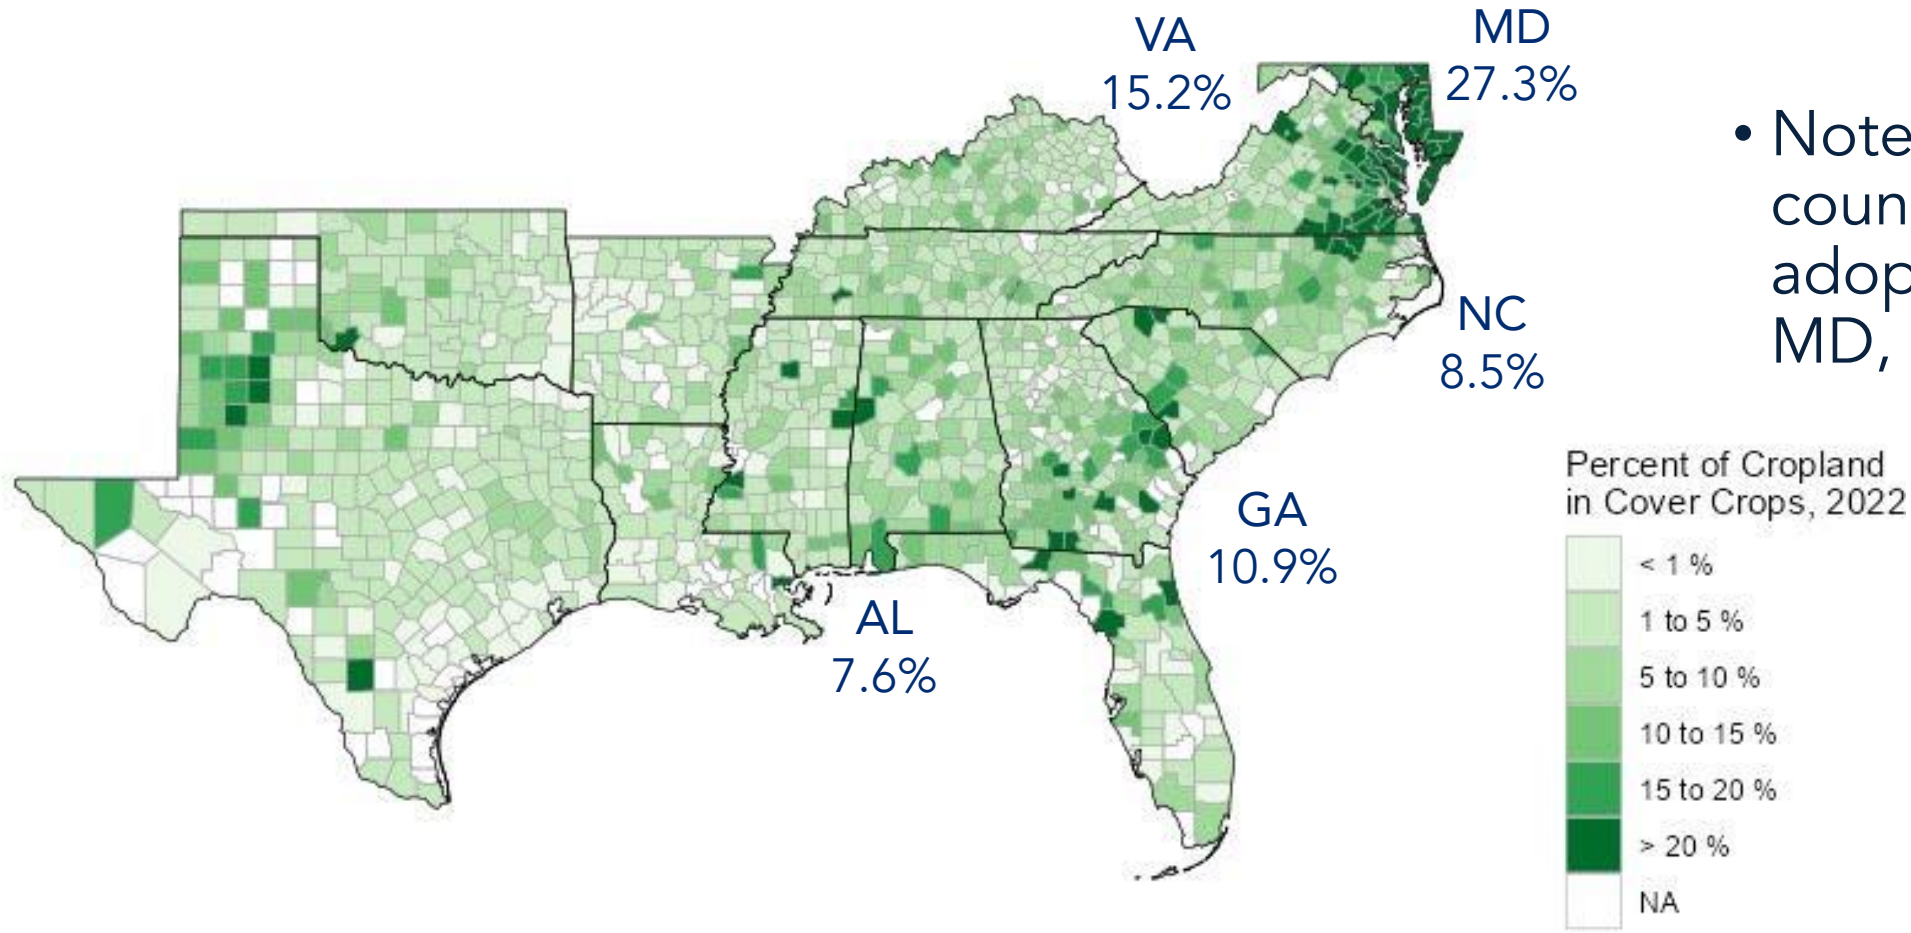 VA
15.2%
MD
27.3%
NC
8.5%
GA
10.9%
AL
7.6%
• Note
coun
adop
MD,
Percent of Cropland
in Cover Crops, 2022
< 1 %
1 to 5 %
5 to 10 %
10 to 15 %
15 to 20 %
> 20 %
NA